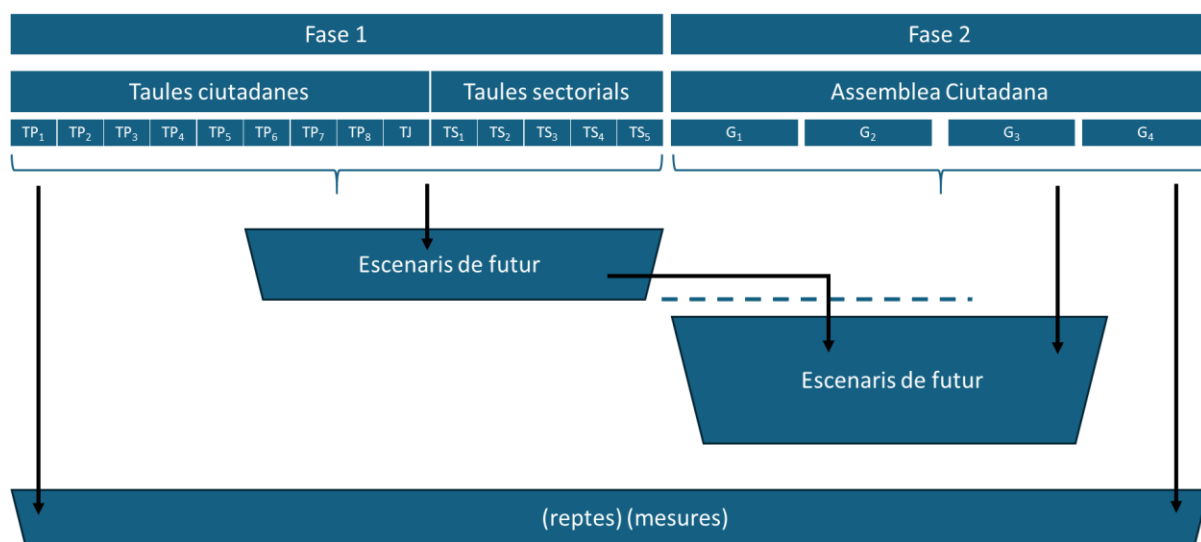 Fase 1 Fase 2
Taules ciutadanes Taules sectorials Assemblea Ciutadana
TP₁ TP₂ TP₃ TP₄ TP₅ TP₆ TP₇ TP₈ TJ TS₁ TS₂ TS₃ TS₄ TS₅ G₁ G₂ G₃ G₄
Escenaris de futur
Escenaris de futur
(reptes) (mesures)